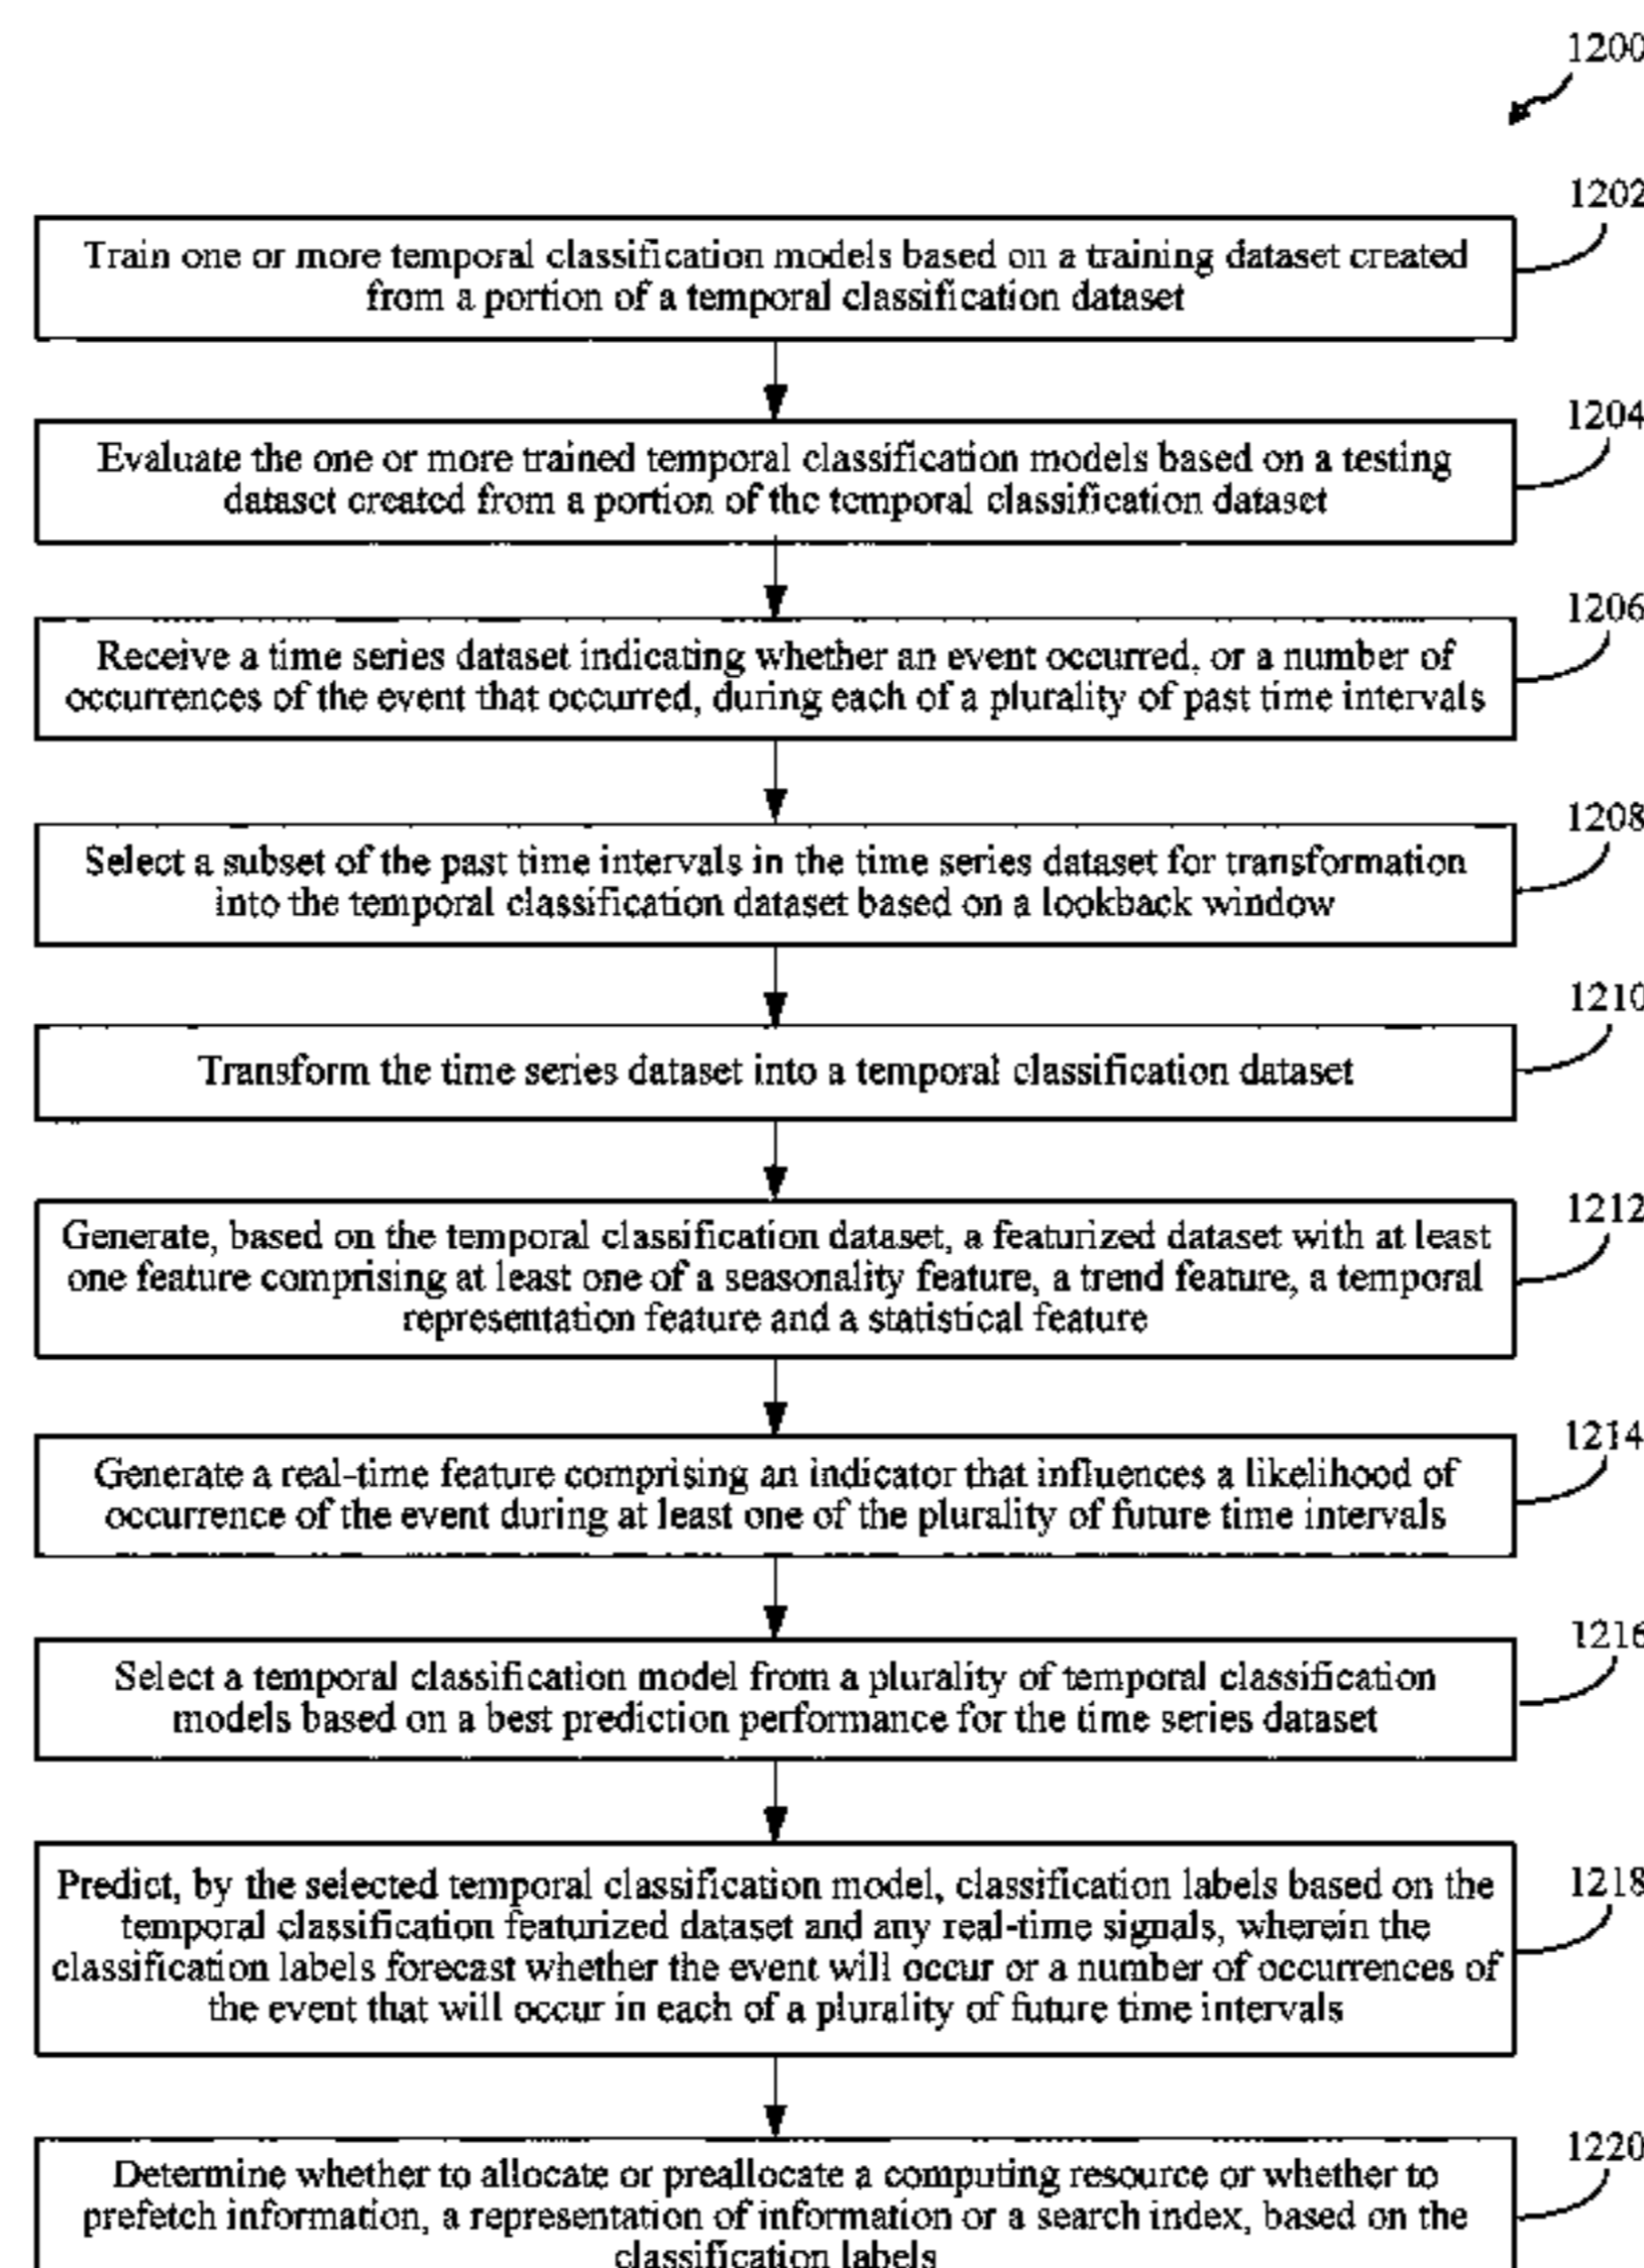 1200
1202
Train one or more temporal classification models based on a training dataset created
from a portion of a temporal classification dataset
1204
Evaluate the one or more trained temporal classification models based on a testing
dataset created from a portion of the temporal classification dataset
1206
Receive a time series dataset indicating whether an event occurred, or a number of
occurrences of the event that occurred, during each of a plurality of past time intervals
1208
Select a subset of the past time intervals in the time series dataset for transformation
into the temporal classification dataset based on a lookback window
1210
Transform the time series dataset into a temporal classification dataset
1212
Generate, based on the temporal classification dataset, a featurized dataset with at least
one feature comprising at least one of a seasonality feature, a trend feature, a temporal
representation feature and a statistical feature
1214
Generate a real-time feature comprising an indicator that influences a likelihood of
occurrence of the event during at least one of the plurality of future time intervals
1216
Select a temporal classification model from a plurality of temporal classification
models based on a best prediction performance for the time series dataset
1218
Predict, by the selected temporal classification model, classification labels based on the
temporal classification featurized dataset and any real-time signals, wherein the
classification labels forecast whether the event will occur or a number of occurrences of
the event that will occur in each of a plurality of future time intervals
1220
Determine whether to allocate or preallocate a computing resource or whether to
prefetch information, a representation of information or a search index, based on the
classification labels